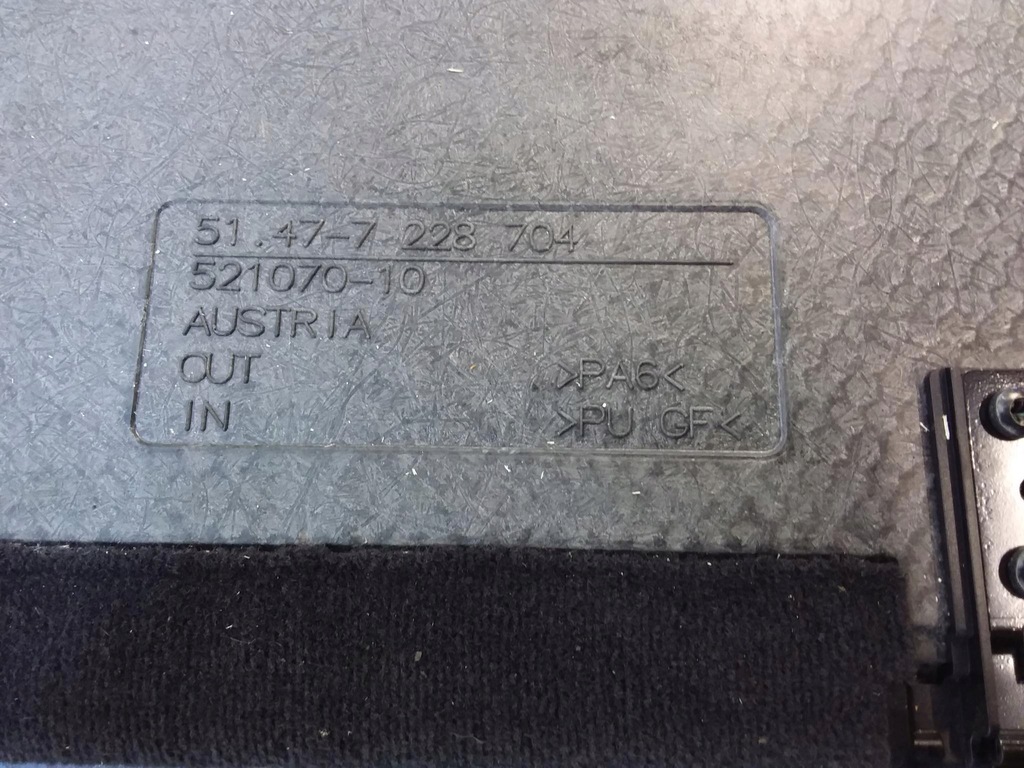 51.47-7 228 704
521070-10
AUSTRIA
OUT >PA6<
IN >PU GF<